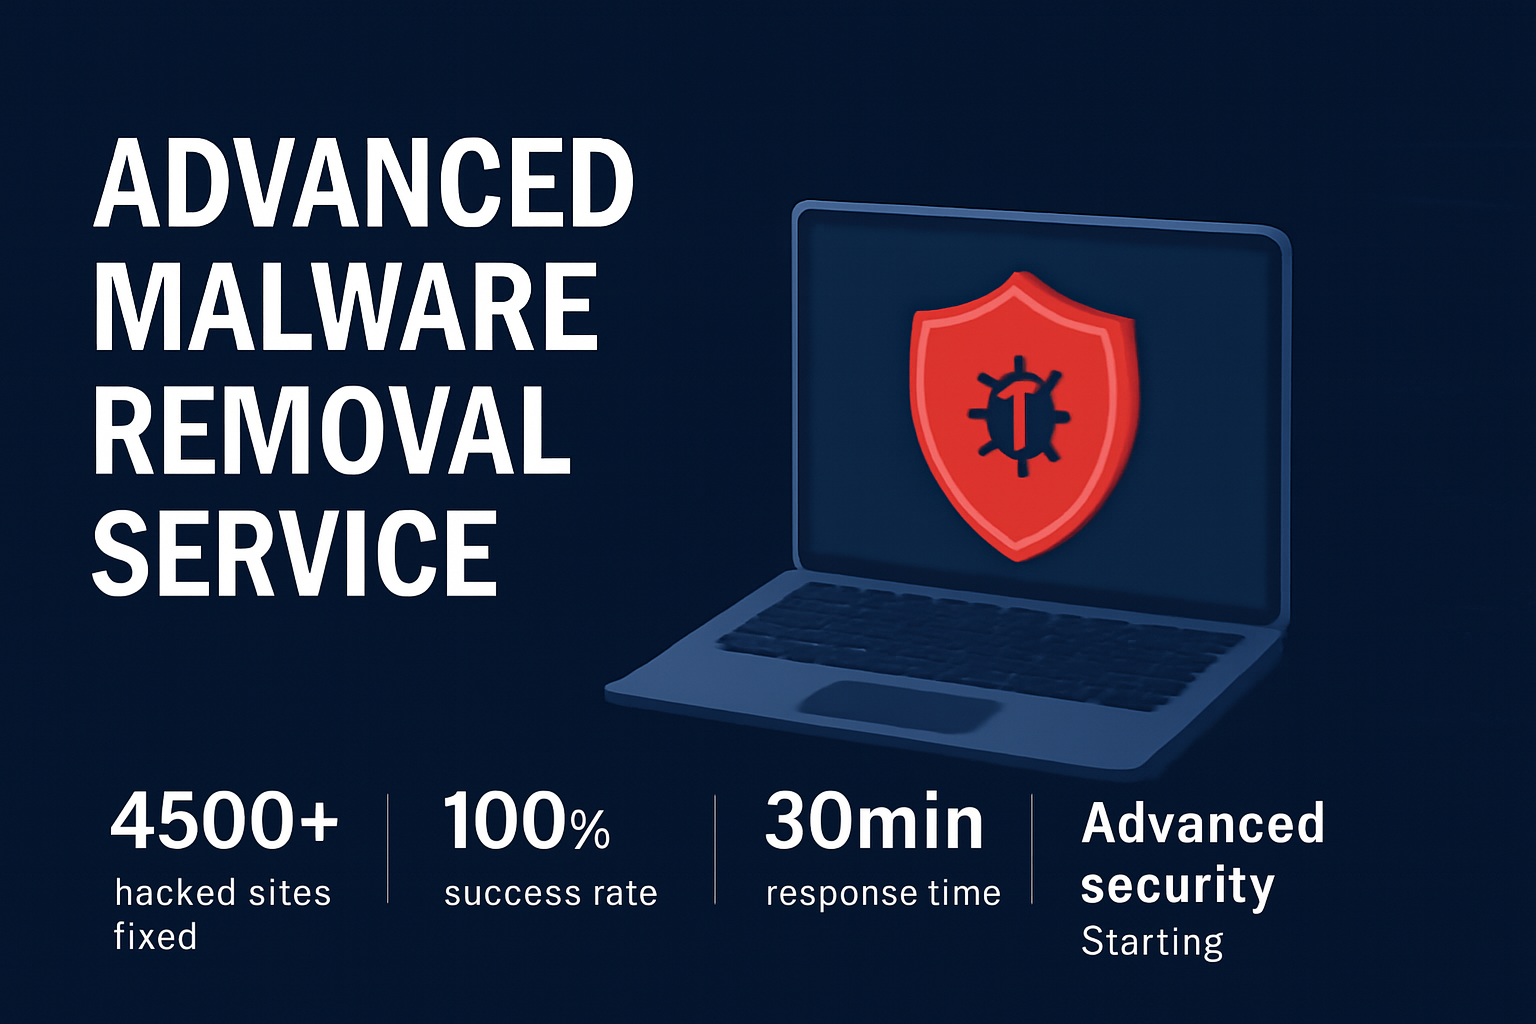 ADVANCED
MALWARE
REMOVAL
SERVICE
4500+
hacked sites
fixed
100%
success rate
30min
response time
Advanced
security
Starting